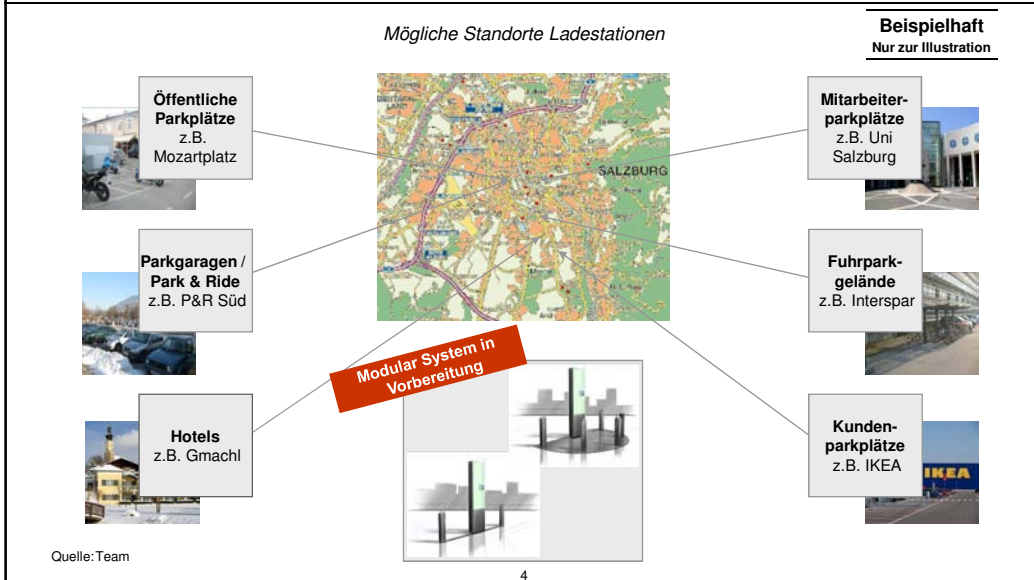 Mögliche Standorte Ladestationen
Beispielhaft
Nur zur Illustration
Öffentliche
Parkplätze
z.B.
Mozartplatz
Parkgaragen /
Park & Ride
z.B. P&R Süd
Hotels
z.B. Gmachl
SALZBURG
Modular System in
Vorbereitung
Mitarbeiter-
parkplätze
z.B. Uni
Salzburg
Fuhrpark-
gelände
z.B. Interspar
Kunden-
parkplätze
z.B. IKEA
IKEA
Quelle:Team
4